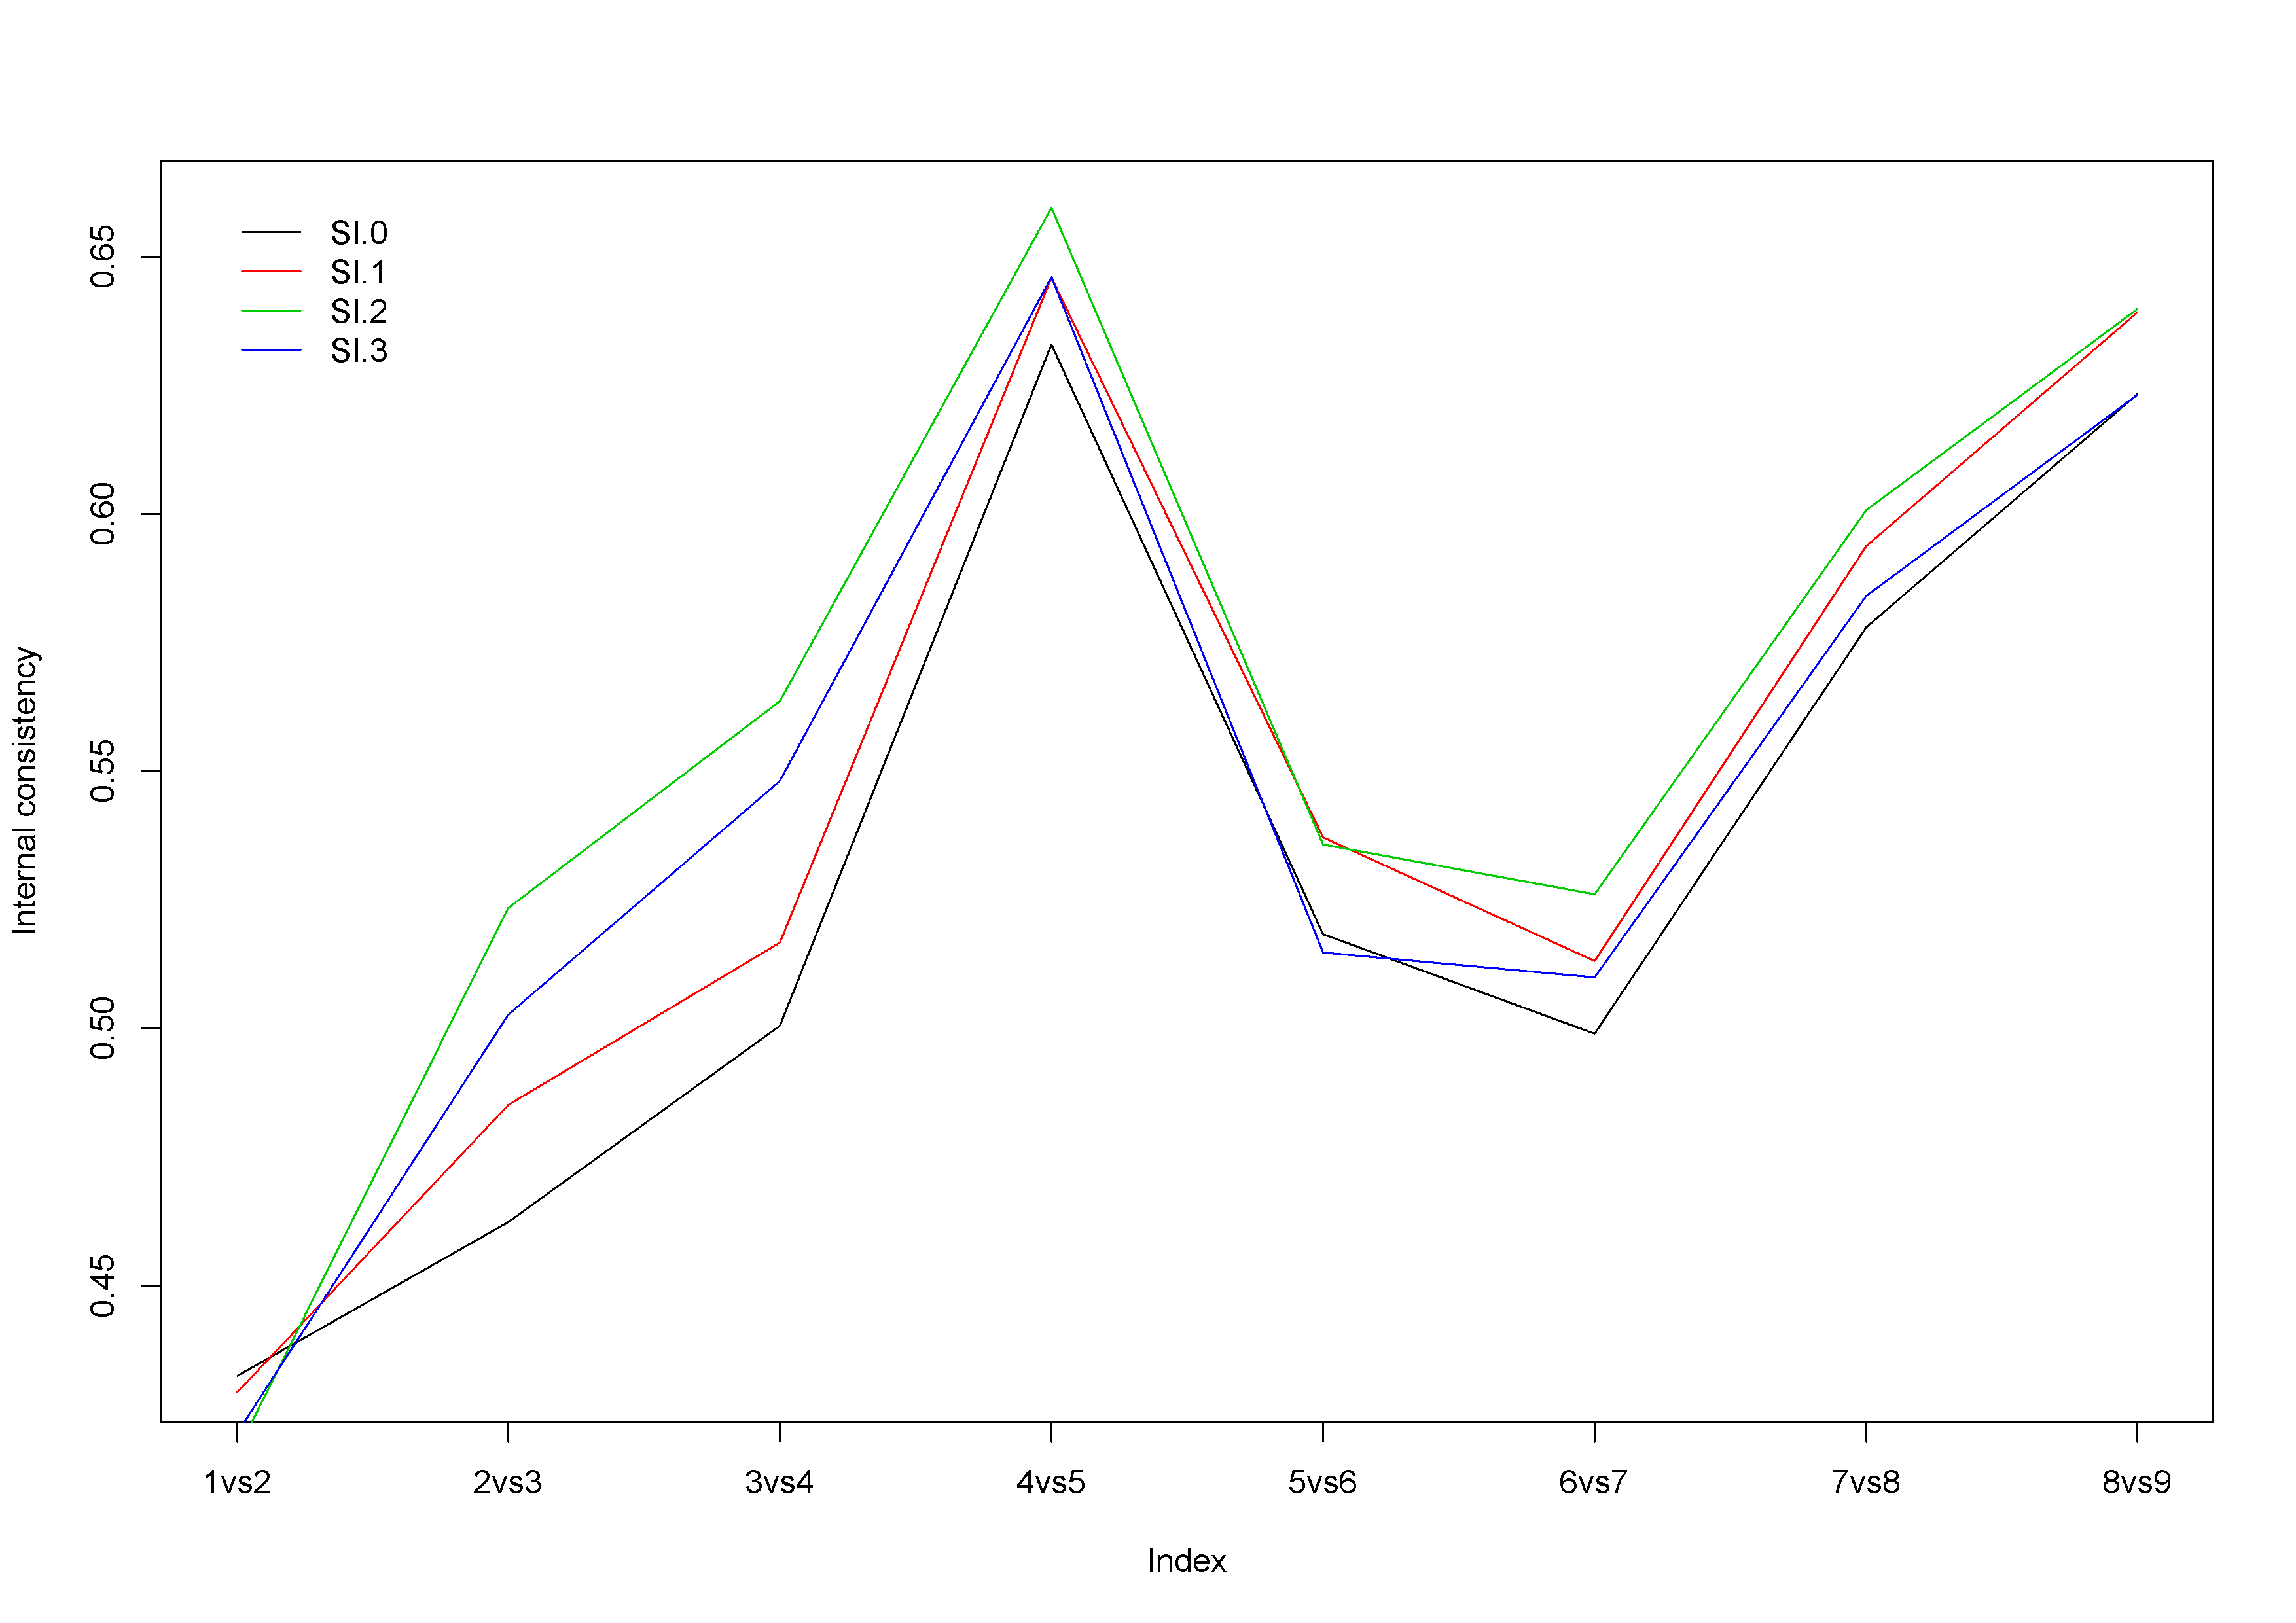 SI.0
SI.1
SI.2
SI.3
Internal consistency
0.65
0.60
0.55
0.50
0.45
1vs2 2vs3 3vs4 4vs5 5vs6 6vs7 7vs8 8vs9
Index